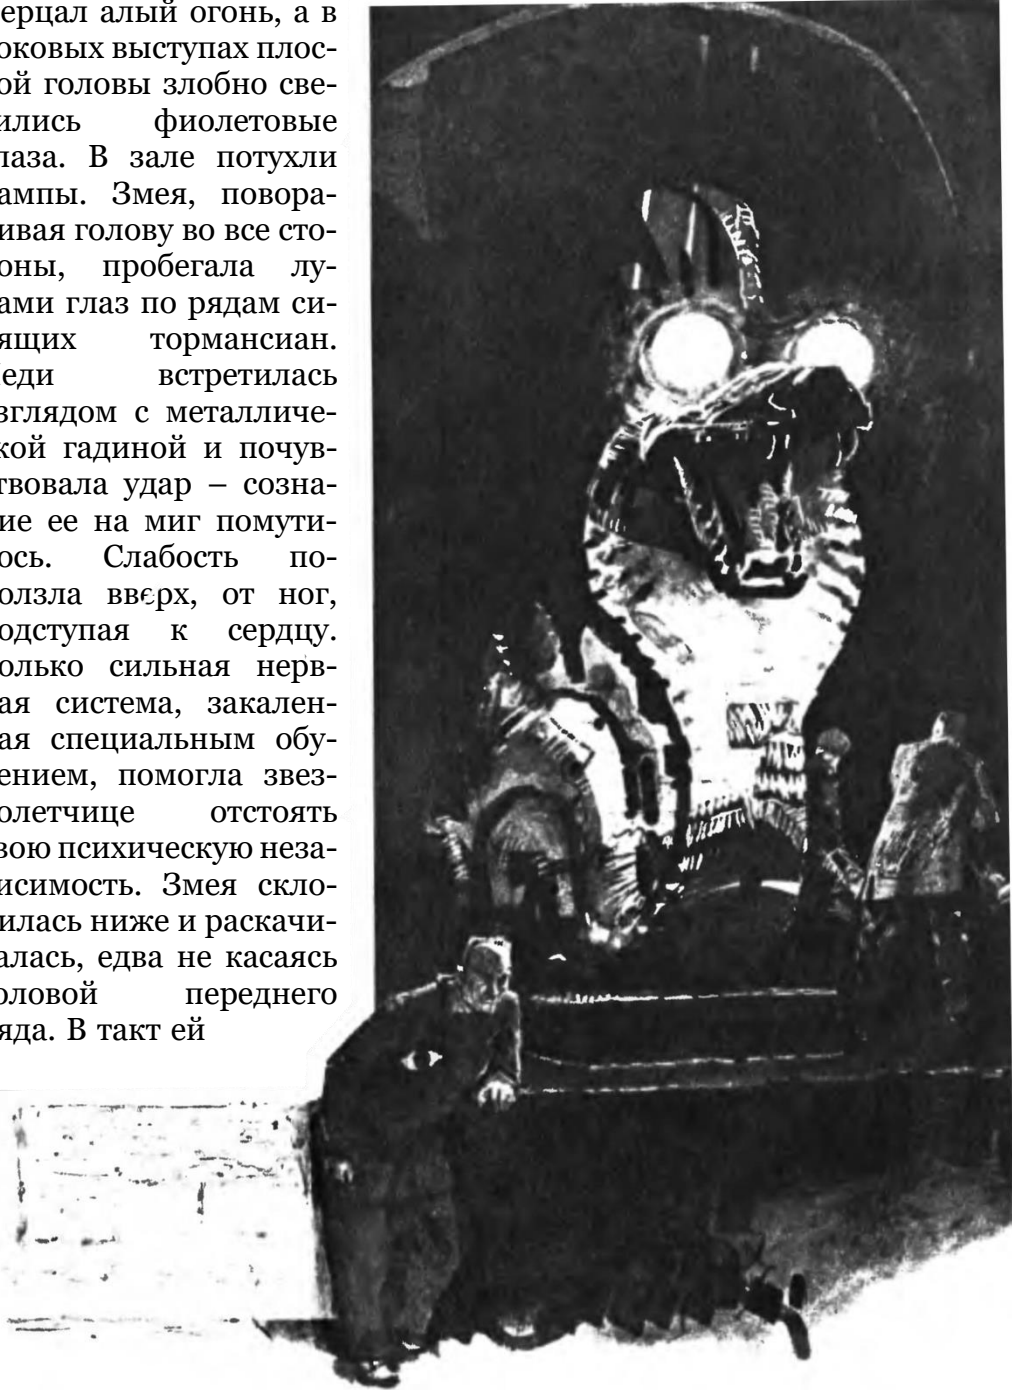 ерцал алый огонь, а в
оковых выступах плос-
ой головы злобно све-
ились фиолетовые
лаза. В зале потухли
ампы. Змея, повора-
ивая голову во все сто-
оны, пробегала лу-
ами глаз по рядам си-
ящих тормансиан.
еди встретилась
зглядом с металличе-
кой гадиной и почув-
твовала удар – созна-
ие ее на миг помути-
ось. Слабость по-
олзла вверх, от ног,
одступая к сердцу.
олько сильная нерв-
ая система, закален-
ая специальным обу-
ением, помогла звез-
олетчице отстоять
вою психическую неза-
исимость. Змея скло-
илась ниже и раскачи-
алась, едва не касаясь
оловой переднего
яда. В такт ей